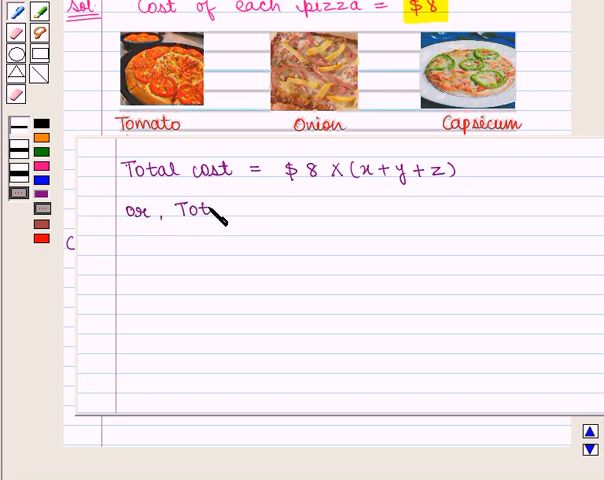 Sol. Cost of each pizza = $8
Tomato Onion Capsicum
Total cost = $ 8 X (x + y + z)
or, Tot
C